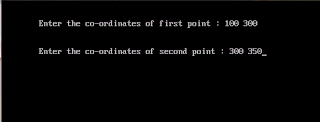 Enter the co-ordinates of first point : 100 300
Enter the co-ordinates of second point : 300 350_